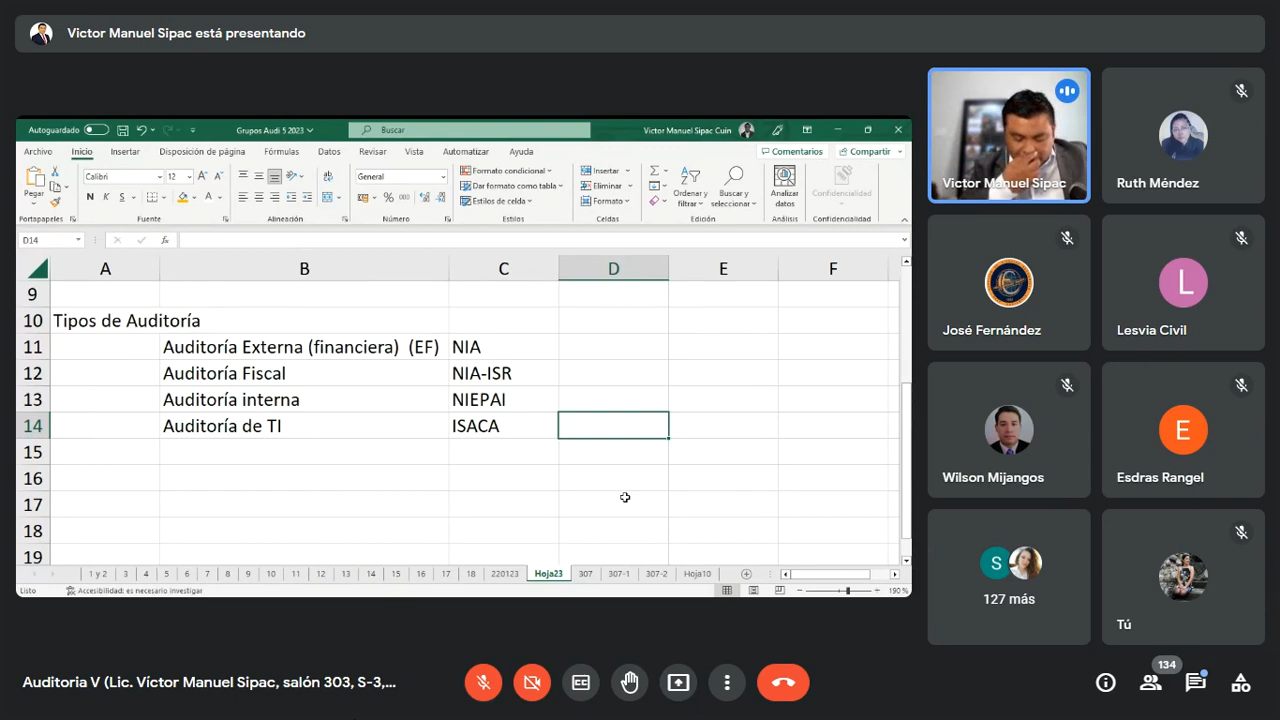 Victor Manuel Sipac está presentando
Autoguardado
Grupos Audi 5 2023
Buscar
Victor Manuel Sipac Cuin
Archivo Inicio Insertar Disposición de página Fórmulas Datos Revisar Vista Automatizar Ayuda
Comentarios Compartir
Pegar
Calibri 12
N K S
General
Formato condicional
Dar formato como tabla
Estilos de celda
Insertar
Eliminar
Formato
Ordenar y filtrar
Buscar y seleccionar
Analizar datos
Confidencialidad
Portapapeles Fuente Alineación Número Estilos Celdas Edición Análisis Confidencialidad
D14 fx
A B C D E F
9
10 Tipos de Auditoría
11 Auditoría Externa (financiera) (EF) NIA
12 Auditoría Fiscal NIA-ISR
13 Auditoría interna NIEPAI
14 Auditoría de TI ISACA
15
16
17
18
19
1 y 2 3 4 5 6 7 8 9 10 11 12 13 14 15 16 17 18 220123 Hoja23 307 307-1 307-2 Hoja10
Listo Accesibilidad: es necesario investigar 190 %
Victor Manuel Sipac
Ruth Méndez
José Fernández
L
Lesvia Civil
Wilson Mijangos
E
Esdras Rangel
S
127 más
Tú
Auditoria V (Lic. Víctor Manuel Sipac, salón 303, S-3,...
CC
134